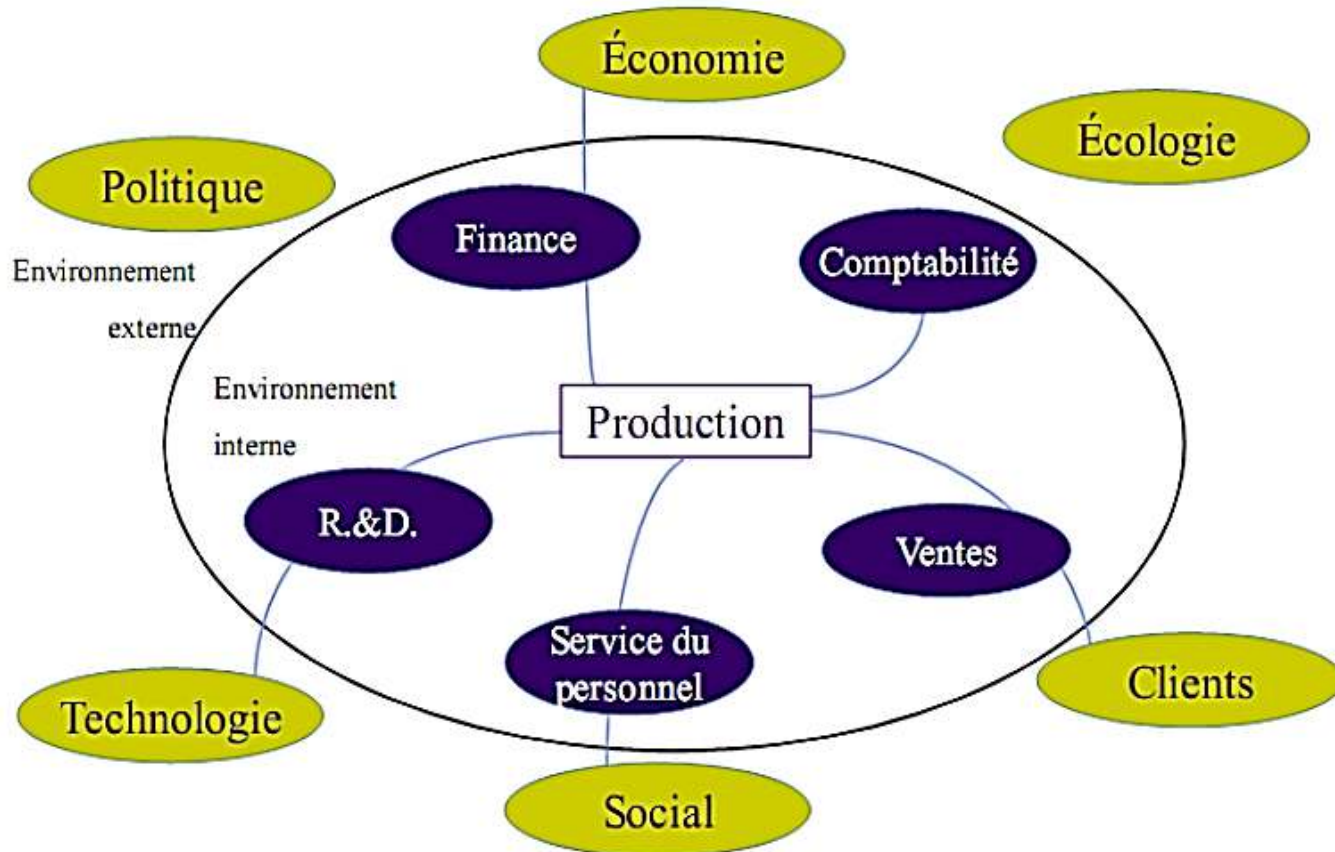 Économie
Écologie
Politique
Finance
Comptabilité
Environnement
externe
Environnement
interne
Production
R.&D.
Ventes
Service du
personnel
Clients
Technologie
Social